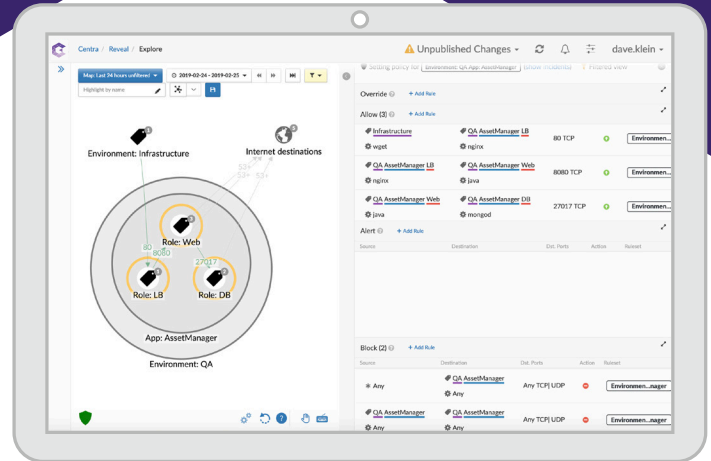 Centra / Reveal / Explore
Unpublished Changes
dave.klein
Map: Last 24 hours unfiltered
2019-02-24 - 2019-02-25
Highlight by name
Environment: Infrastructure
Internet destinations
53+
53+ 53+
Role: Web
80
8080
27017
Role: LB
Role: DB
App: AssetManager
Environment: QA
Setting policy for Environment: QA App: AssetManager (show incidents) Filtered view
Override + Add Rule
Allow (3) + Add Rule
Infrastructure QA AssetManager LB 80 TCP Environmen...
wget nginx
QA AssetManager LB QA AssetManager Web 8080 TCP Environmen...
nginx java
QA AssetManager Web QA AssetManager DB 27017 TCP Environmen...
java mongod
Alert + Add Rule
Source Destination Dst. Ports Action Ruleset
Block (2) + Add Rule
Source Destination Dst. Ports Action Ruleset
Any QA AssetManager Any TCP| UDP Environmen...nager
Any
QA AssetManager QA AssetManager Any TCP| UDP Environmen...nager
Any Any